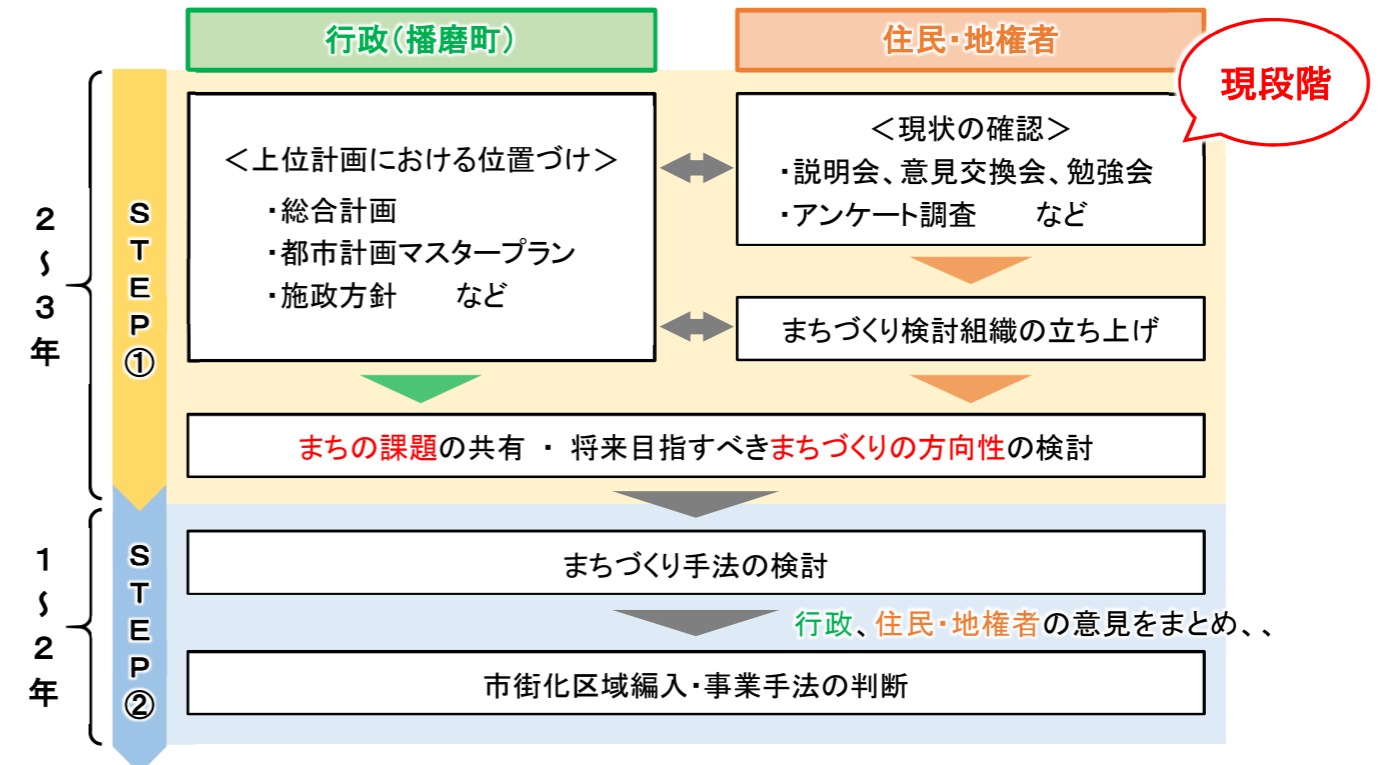 行政(播磨町)
住民・地権者
現段階
2~3年
STEP①
<上位計画における位置づけ>
・総合計画
・都市計画マスタープラン
・施政方針　　など
<現状の確認>
・説明会、意見交換会、勉強会
・アンケート調査　　など
まちづくり検討組織の立ち上げ
まちの課題の共有 ・ 将来目指すべきまちづくりの方向性の検討
1~2年
STEP②
まちづくり手法の検討
行政、住民・地権者の意見をまとめ、、
市街化区域編入・事業手法の判断